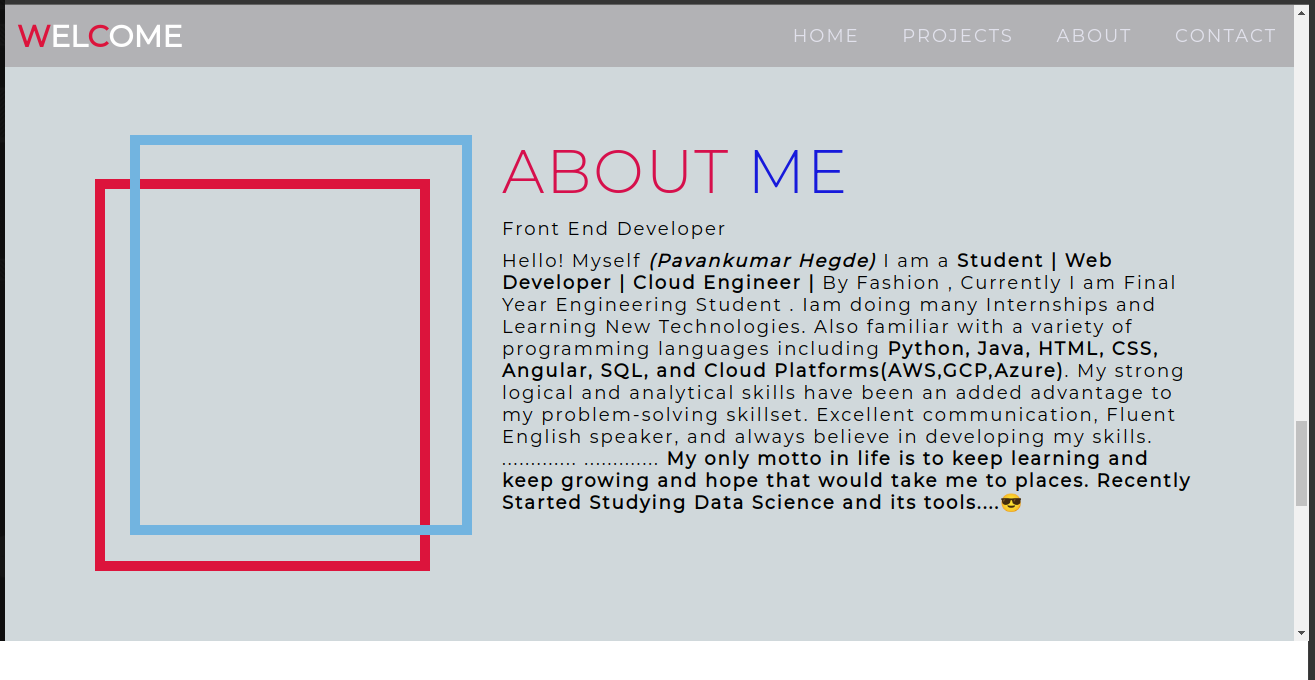 WELCOME
HOME PROJECTS ABOUT CONTACT
ABOUT ME
Front End Developer
Hello! Myself (Pavankumar Hegde) I am a Student | Web
Developer | Cloud Engineer | By Fashion , Currently I am Final
Year Engineering Student . Iam doing many Internships and
Learning New Technologies. Also familiar with a variety of
programming languages including Python, Java, HTML, CSS,
Angular, SQL, and Cloud Platforms(AWS,GCP,Azure). My strong
logical and analytical skills have been an added advantage to
my problem-solving skillset. Excellent communication, Fluent
English speaker, and always believe in developing my skills.
............. ............. My only motto in life is to keep learning and
keep growing and hope that would take me to places. Recently
Started Studying Data Science and its tools....😎